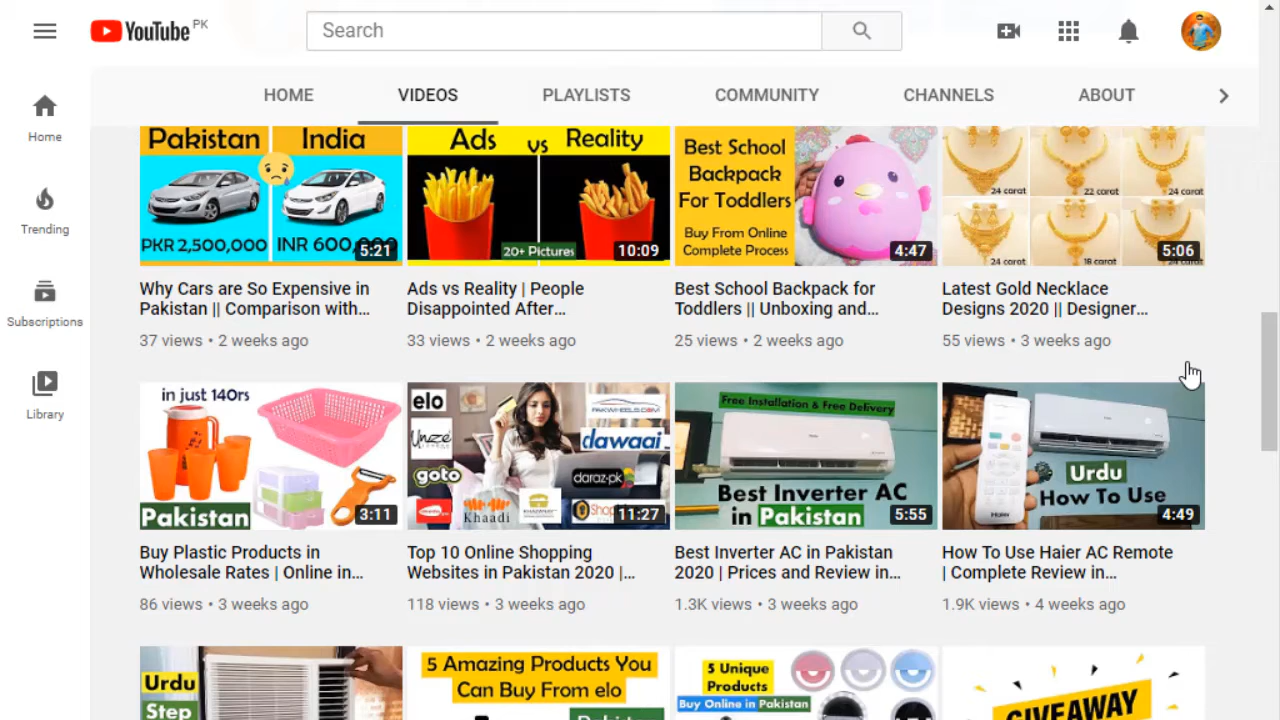 YouTube PK
Search
HOME
VIDEOS
PLAYLISTS
COMMUNITY
CHANNELS
ABOUT
Home
Trending
Subscriptions
Library
Pakistan India
PKR 2,500,000 INR 600,000
5:21
Why Cars are So Expensive in
Pakistan || Comparison with...
37 views • 2 weeks ago
Ads vs Reality
20+ Pictures
10:09
Ads vs Reality | People
Disappointed After...
33 views • 2 weeks ago
Best School
Backpack
For Toddlers
Buy From Online
Complete Process
4:47
Best School Backpack for
Toddlers || Unboxing and...
25 views • 2 weeks ago
24 carat 22 carat 24 carat
24 carat 18 carat
5:06
Latest Gold Necklace
Designs 2020 || Designer...
55 views • 3 weeks ago
in just 140rs
Pakistan
3:11
Buy Plastic Products in
Wholesale Rates | Online in...
86 views • 3 weeks ago
elo
PAKWHEELS.COM
Unze
dawaai
goto
daraz.pk
Khaadi
11:27
Top 10 Online Shopping
Websites in Pakistan 2020 |...
118 views • 3 weeks ago
Free Installation & Free Delivery
Best Inverter AC
in Pakistan
5:55
Best Inverter AC in Pakistan
2020 | Prices and Review in...
1.3K views • 3 weeks ago
Haier
Urdu
How To Use
4:49
How To Use Haier AC Remote
| Complete Review in...
1.9K views • 4 weeks ago
Urdu
Step
5 Amazing Products You
Can Buy From elo
5 Unique
Products
Buy Online in Pakistan
GIVEAWAY